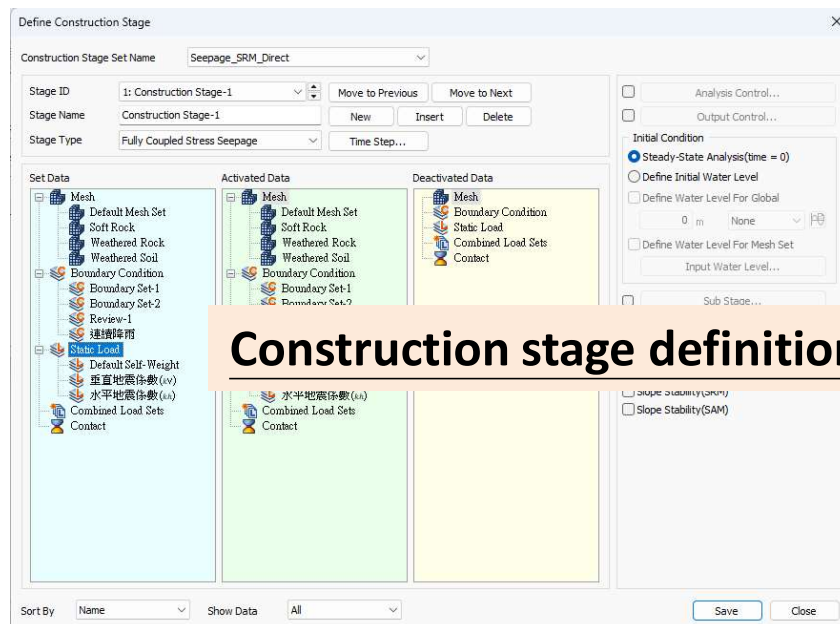 Define Construction Stage
Construction Stage Set Name Seepage_SRM_Direct
Stage ID 1: Construction Stage-1 Move to Previous Move to Next
Stage Name Construction Stage-1 New Insert Delete
Stage Type Fully Coupled Stress Seepage Time Step...
Analysis Control...
Output Control...
Initial Condition
Steady-State Analysis(time = 0)
Define Initial Water Level
Define Water Level For Global
0 m None
Define Water Level For Mesh Set
Input Water Level...
Sub Stage...
Slope Stability(SRM)
Slope Stability(SAM)
Set Data
Mesh
Default Mesh Set
Soft Rock
Weathered Rock
Weathered Soil
Boundary Condition
Boundary Set-1
Boundary Set-2
Review-1
連續降雨
Static Load
Default Self-Weight
垂直地震係數(kv)
水平地震係數(kh)
Combined Load Sets
Contact
Activated Data
Mesh
Default Mesh Set
Soft Rock
Weathered Rock
Weathered Soil
Boundary Condition
Boundary Set-1
Boundary Set-2
水平地震係數(kh)
Combined Load Sets
Contact
Deactivated Data
Mesh
Boundary Condition
Static Load
Combined Load Sets
Contact
Construction stage definition
Sort By Name Show Data All Save Close